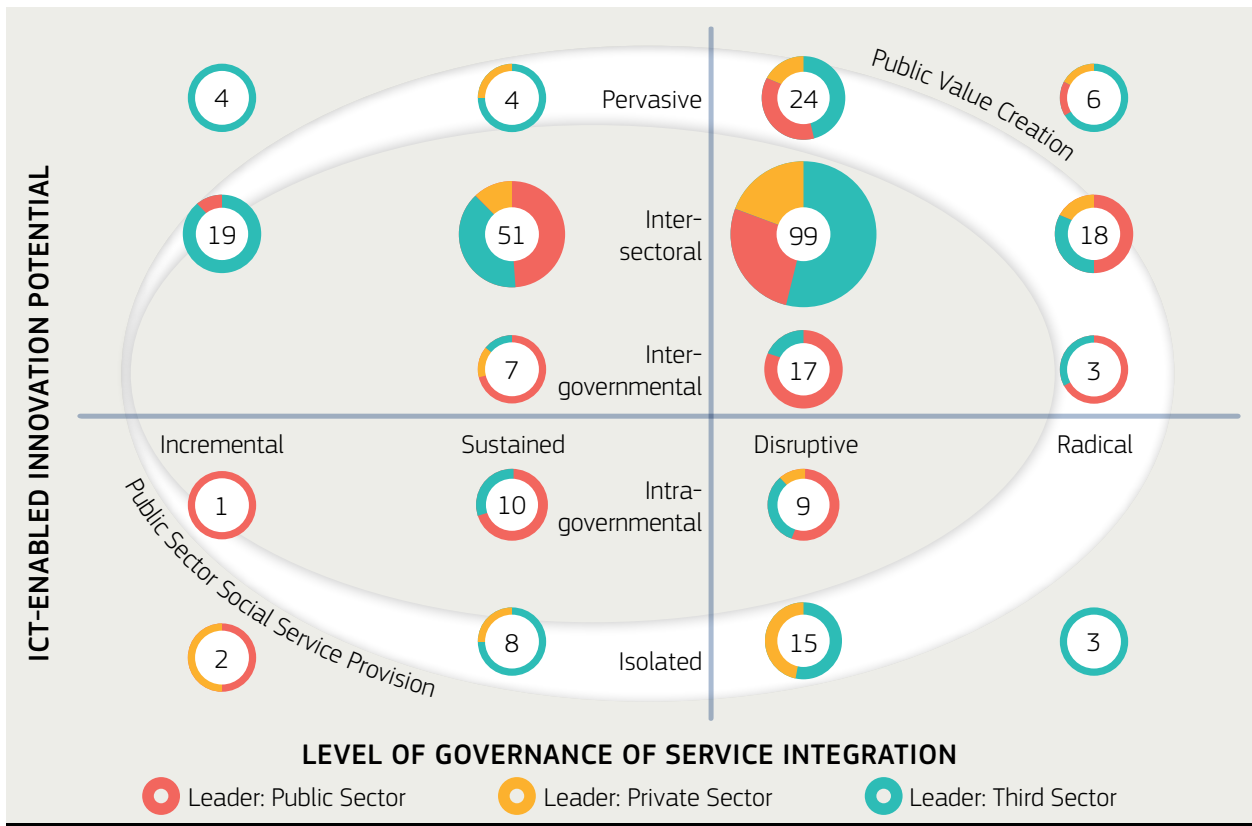 4
4
Pervasive
24
Public Value Creation
6
ICT-ENABLED INNOVATION POTENTIAL
19
51
Inter-
sectoral
99
18
7
Inter-
governmental
17
3
Incremental
Sustained
Disruptive
Radical
1
10
Intra-
governmental
9
Public Sector Social Service Provision
2
8
Isolated
15
3
LEVEL OF GOVERNANCE OF SERVICE INTEGRATION
Leader: Public Sector
Leader: Private Sector
Leader: Third Sector